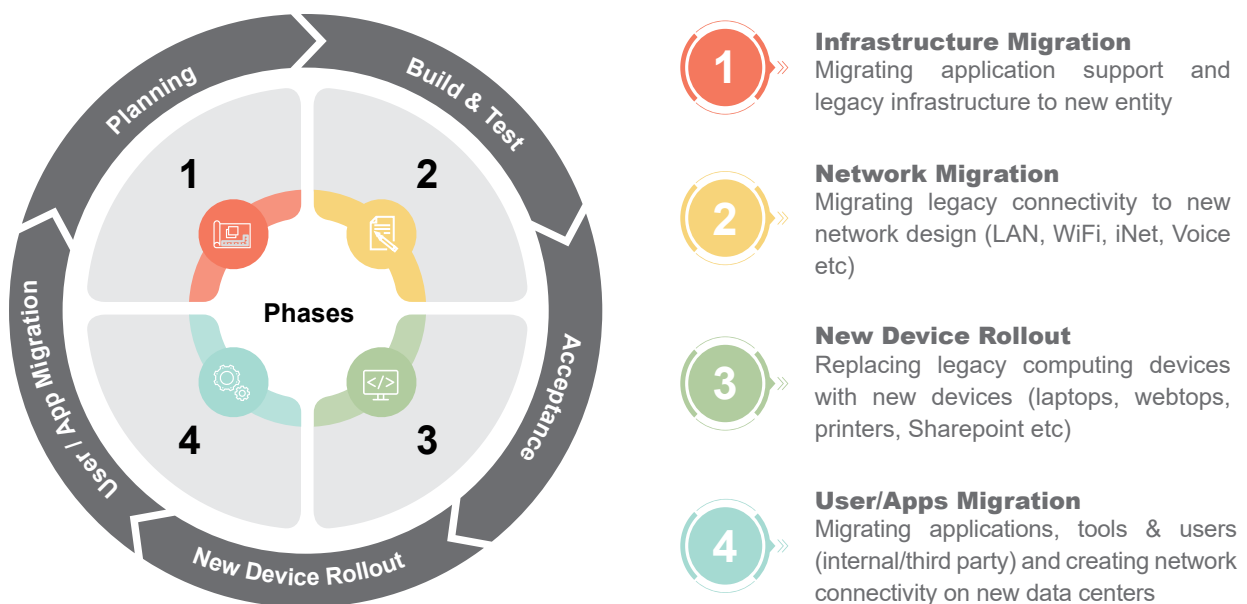 Planning
Build & Test
Acceptance
New Device Rollout
User / App Migration
1
2
3
4
Phases
</>
1
Infrastructure Migration
Migrating application support and
legacy infrastructure to new entity
2
Network Migration
Migrating legacy connectivity to new
network design (LAN, WiFi, iNet, Voice
etc)
3
New Device Rollout
Replacing legacy computing devices
with new devices (laptops, webtops,
printers, Sharepoint etc)
4
User/Apps Migration
Migrating applications, tools & users
(internal/third party) and creating network
connectivity on new data centers